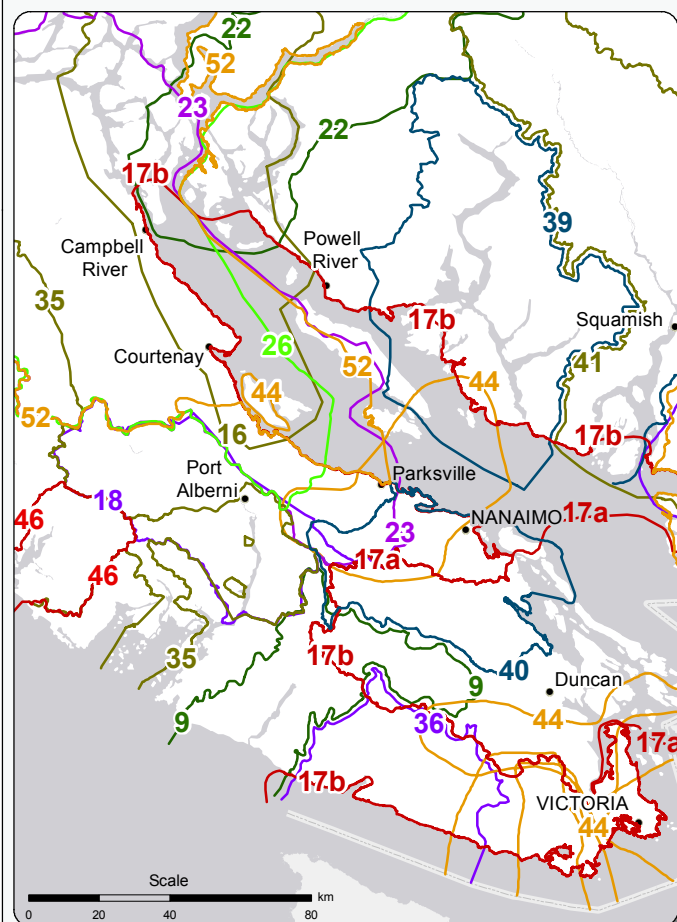 22
52
23
22
17b
39
Campbell
River
Powell
River
35
17b
Squamish
26
Courtenay
52
41
44
44
52
16
17b
Port
Alberni
Parksville
18
46
23
NANAIMO
17a
17a
46
35
17b
40
9
Duncan
9
36
44
17a
17b
VICTORIA
44
Scale
km
0 20 40 80